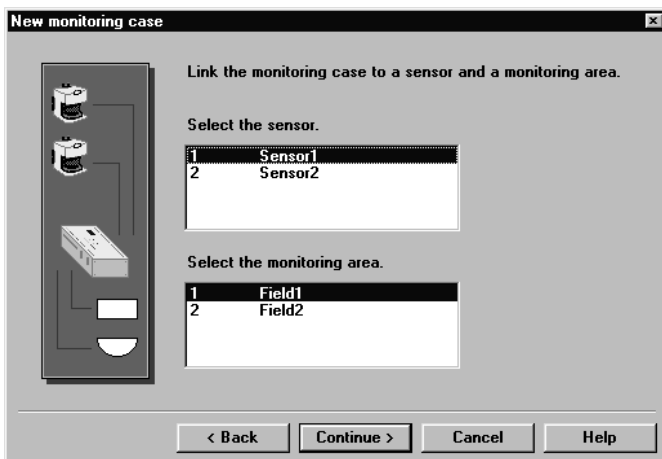 New monitoring case
Link the monitoring case to a sensor and a monitoring area.
Select the sensor.
1 Sensor1
2 Sensor2
Select the monitoring area.
1 Field1
2 Field2
< Back Continue > Cancel Help